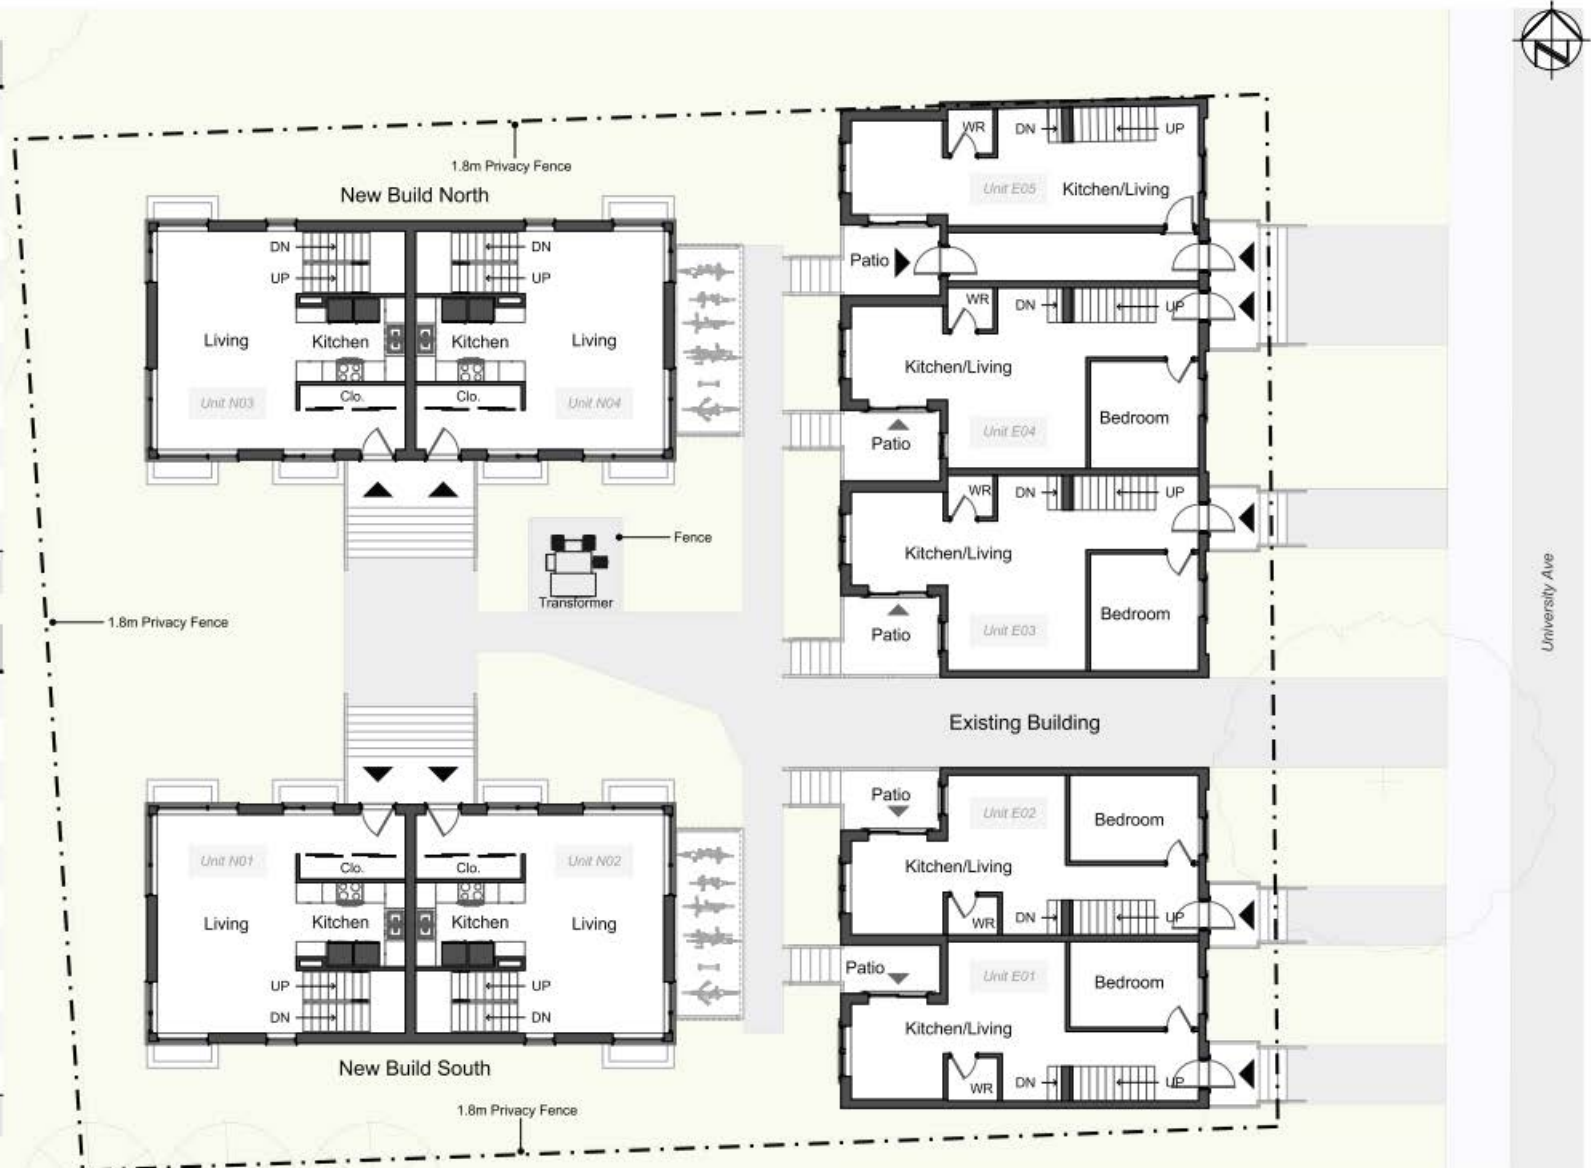 N
1.8m Privacy Fence
New Build North
DN
UP
DN
UP
Living
Kitchen
Kitchen
Living
Clo.
Clo.
Unit N03
Unit N04
Fence
Transformer
1.8m Privacy Fence
WR
DN
UP
Unit E05
Kitchen/Living
Patio
WR
DN
UP
Kitchen/Living
Bedroom
Unit E04
Patio
WR
DN
UP
Kitchen/Living
Bedroom
Unit E03
Patio
University Ave
Existing Building
Patio
Unit E02
Bedroom
Kitchen/Living
WR
DN
UP
Patio
Unit E01
Bedroom
Kitchen/Living
WR
DN
UP
Unit N01
Unit N02
Clo.
Clo.
Living
Kitchen
Kitchen
Living
UP
DN
UP
DN
New Build South
1.8m Privacy Fence